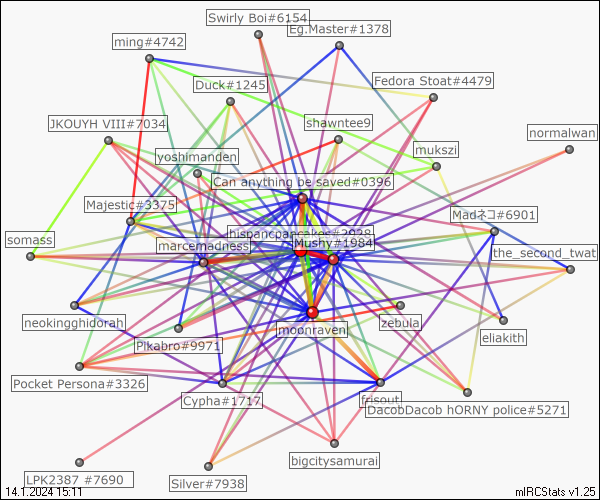 Swirly Boi#6154
Eg.Master#1378
ming#4742
Fedora Stoat#4479
Duck#1245
JKOUYH VIII#7034
shawntee9
normalwan
mukszi
yoshimanden
Can anything be saved#0396
Majestic#3375
Madネコ#6901
hispanicpancakes#2028
somass
marcemadness
Mushy#1984
the_second_twat
neokingghidorah
moonraven
zebula
eliakith
Pikabro#9971
Pocket Persona#3326
Cypha#1717
frisout
DacobDacob hORNY police#5271
bigcitysamurai
LPK2387 #7690
Silver#7938
14.1.2024 15:11
mIRCStats v1.25